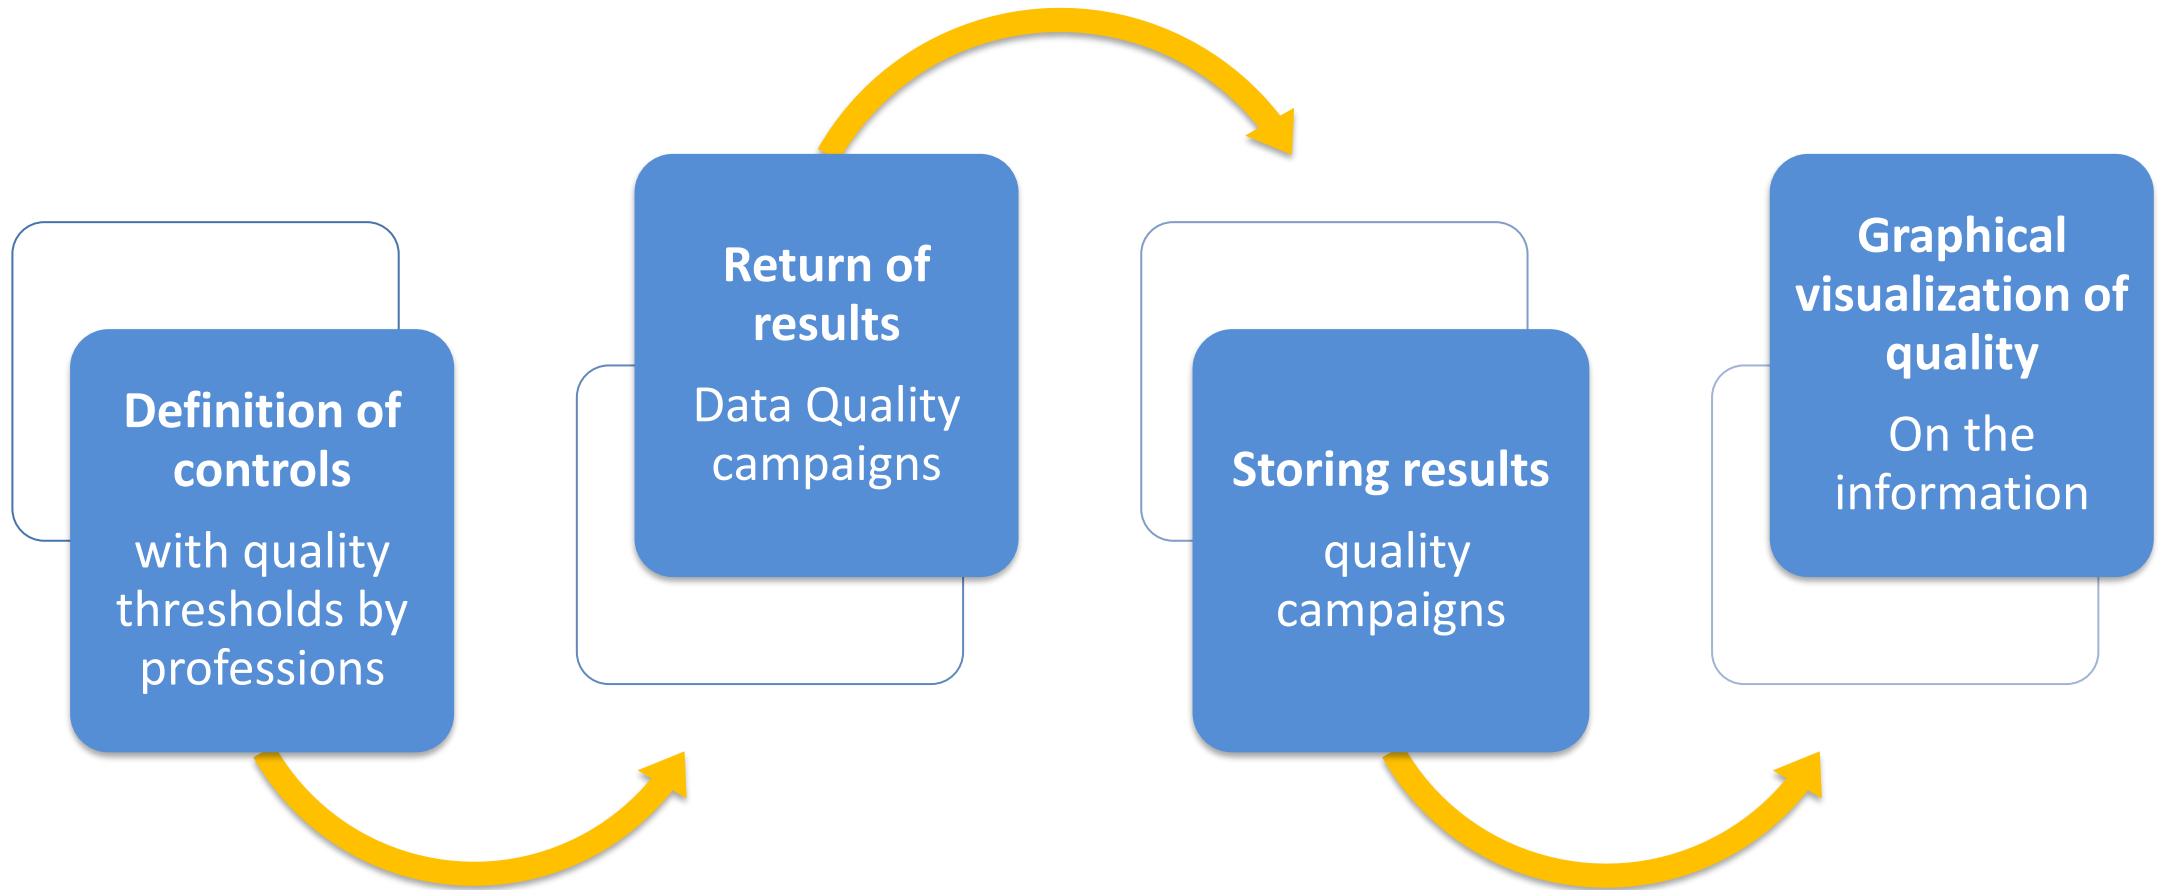 Definition of
controls
with quality
thresholds by
professions
Return of
results
Data Quality
campaigns
Storing results
quality
campaigns
Graphical
visualization of
quality
On the
information